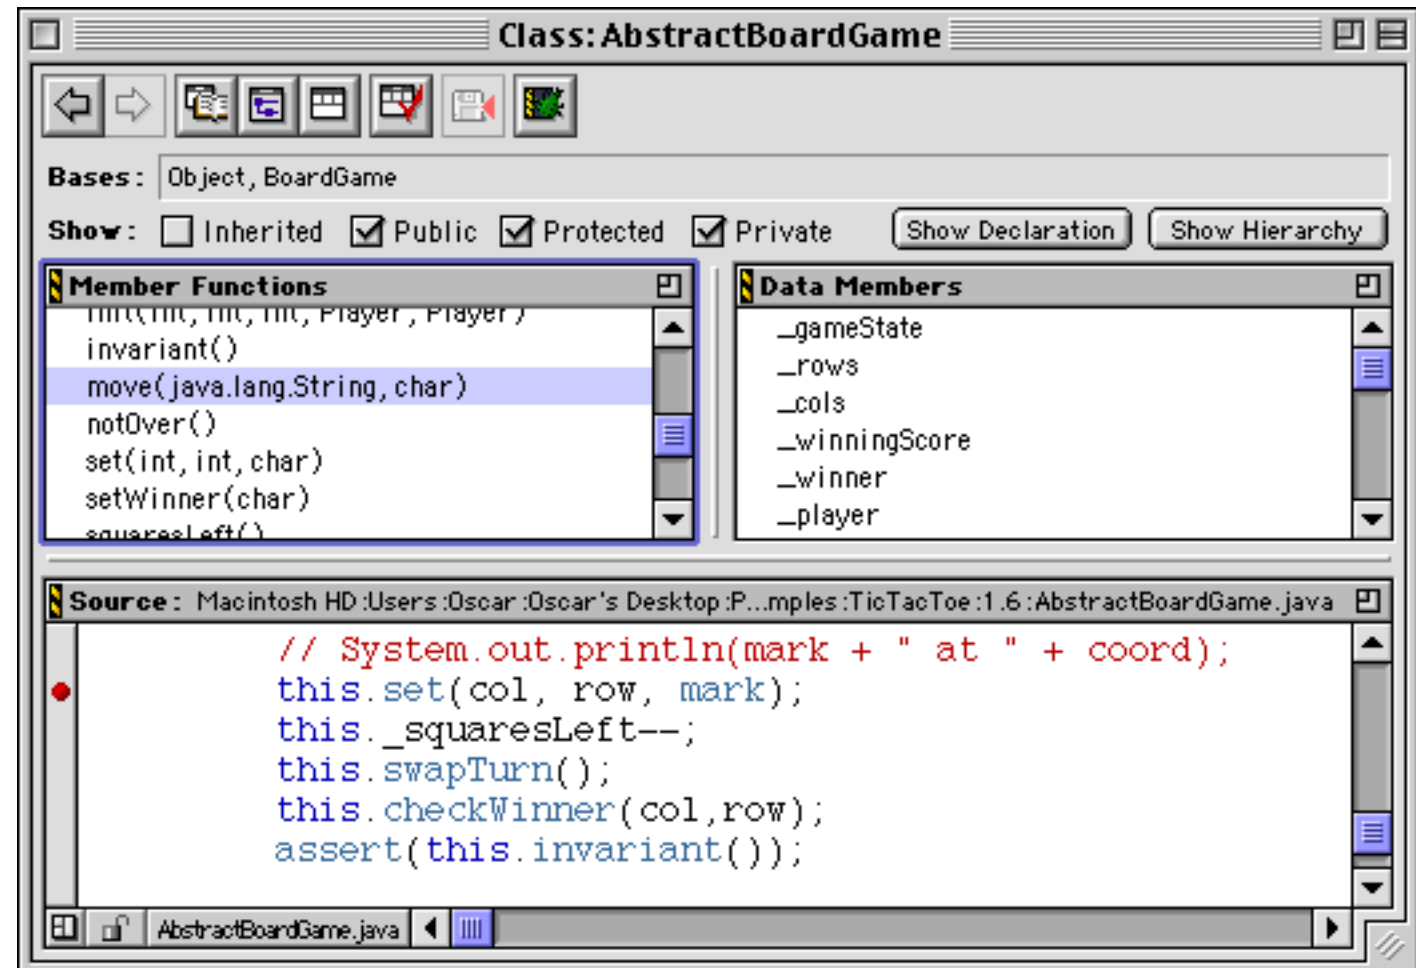 Class: AbstractBoardGame
Bases: Object, BoardGame
Show: Inherited Public Protected Private Show Declaration Show Hierarchy
Member Functions
invariant()
move(java.lang.String, char)
notOver()
set(int, int, char)
setWinner(char)
squaresLeft()
Data Members
_gameState
_rows
_cols
_winningScore
_winner
_player
Source: Macintosh HD:Users:Oscar:Oscar's Desktop:P...mples:TicTacToe:1.6:AbstractBoardGame.java
// System.out.println(mark + " at " + coord);
this.set(col, row, mark);
this._squaresLeft--;
this.swapTurn();
this.checkWinner(col,row);
assert(this.invariant());
AbstractBoardGame.java